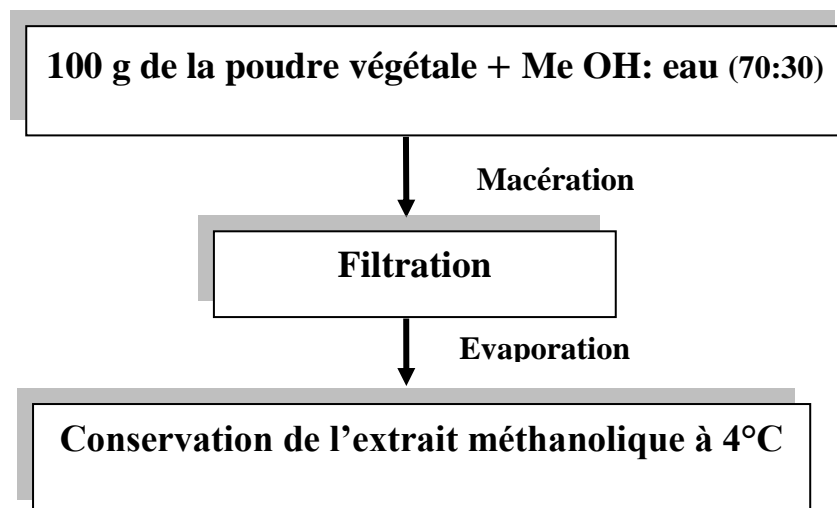 100 g de la poudre végétale + Me OH: eau (70:30)
Macération
Filtration
Evaporation
Conservation de l’extrait méthanolique à 4°C